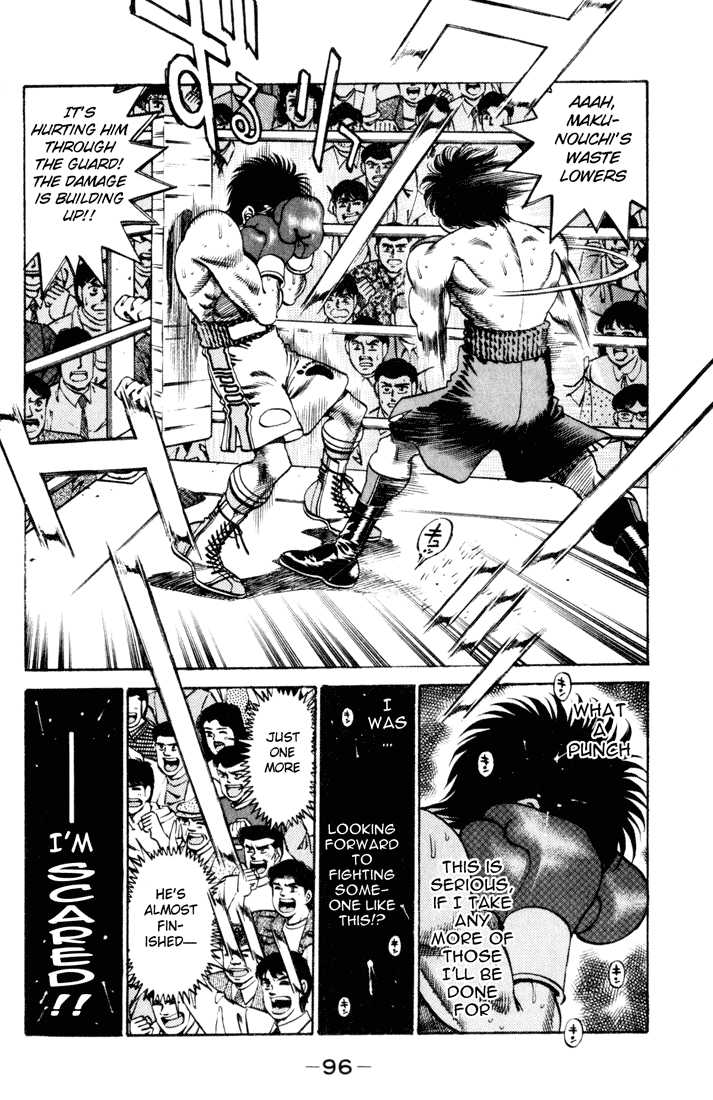 AAAH,
MAKU-
NOUCHI'S
WASTE
LOWERS
IT'S
HURTING HIM
THROUGH
THE GUARD!
THE DAMAGE
IS BUILDING
UP!!
WHAT
A
PUNCH
THIS IS
SERIOUS,
IF I TAKE
ANY
MORE OF
THOSE
I'LL BE
DONE
FOR
I
WAS
...
LOOKING
FORWARD
TO
FIGHTING
SOME-
ONE LIKE
THIS!?
JUST
ONE
MORE
HE'S
ALMOST
FIN-
ISHED—
—
I'M
SCARED!!
—96—